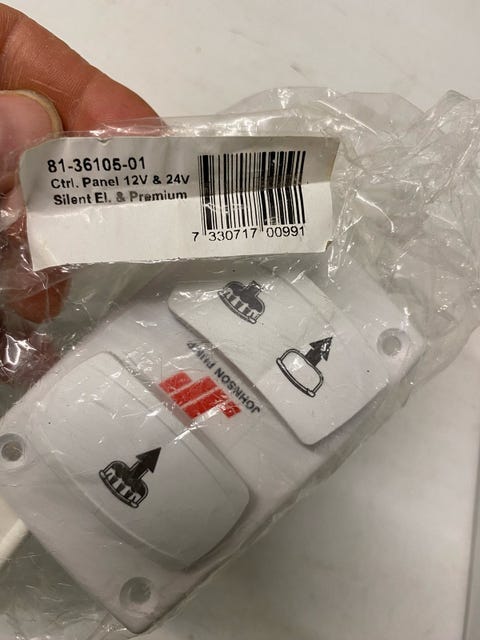 81-36105-01
Ctrl. Panel 12V & 24V
Silent El. & Premium
7 330717 00991
JOHNSON PUMP